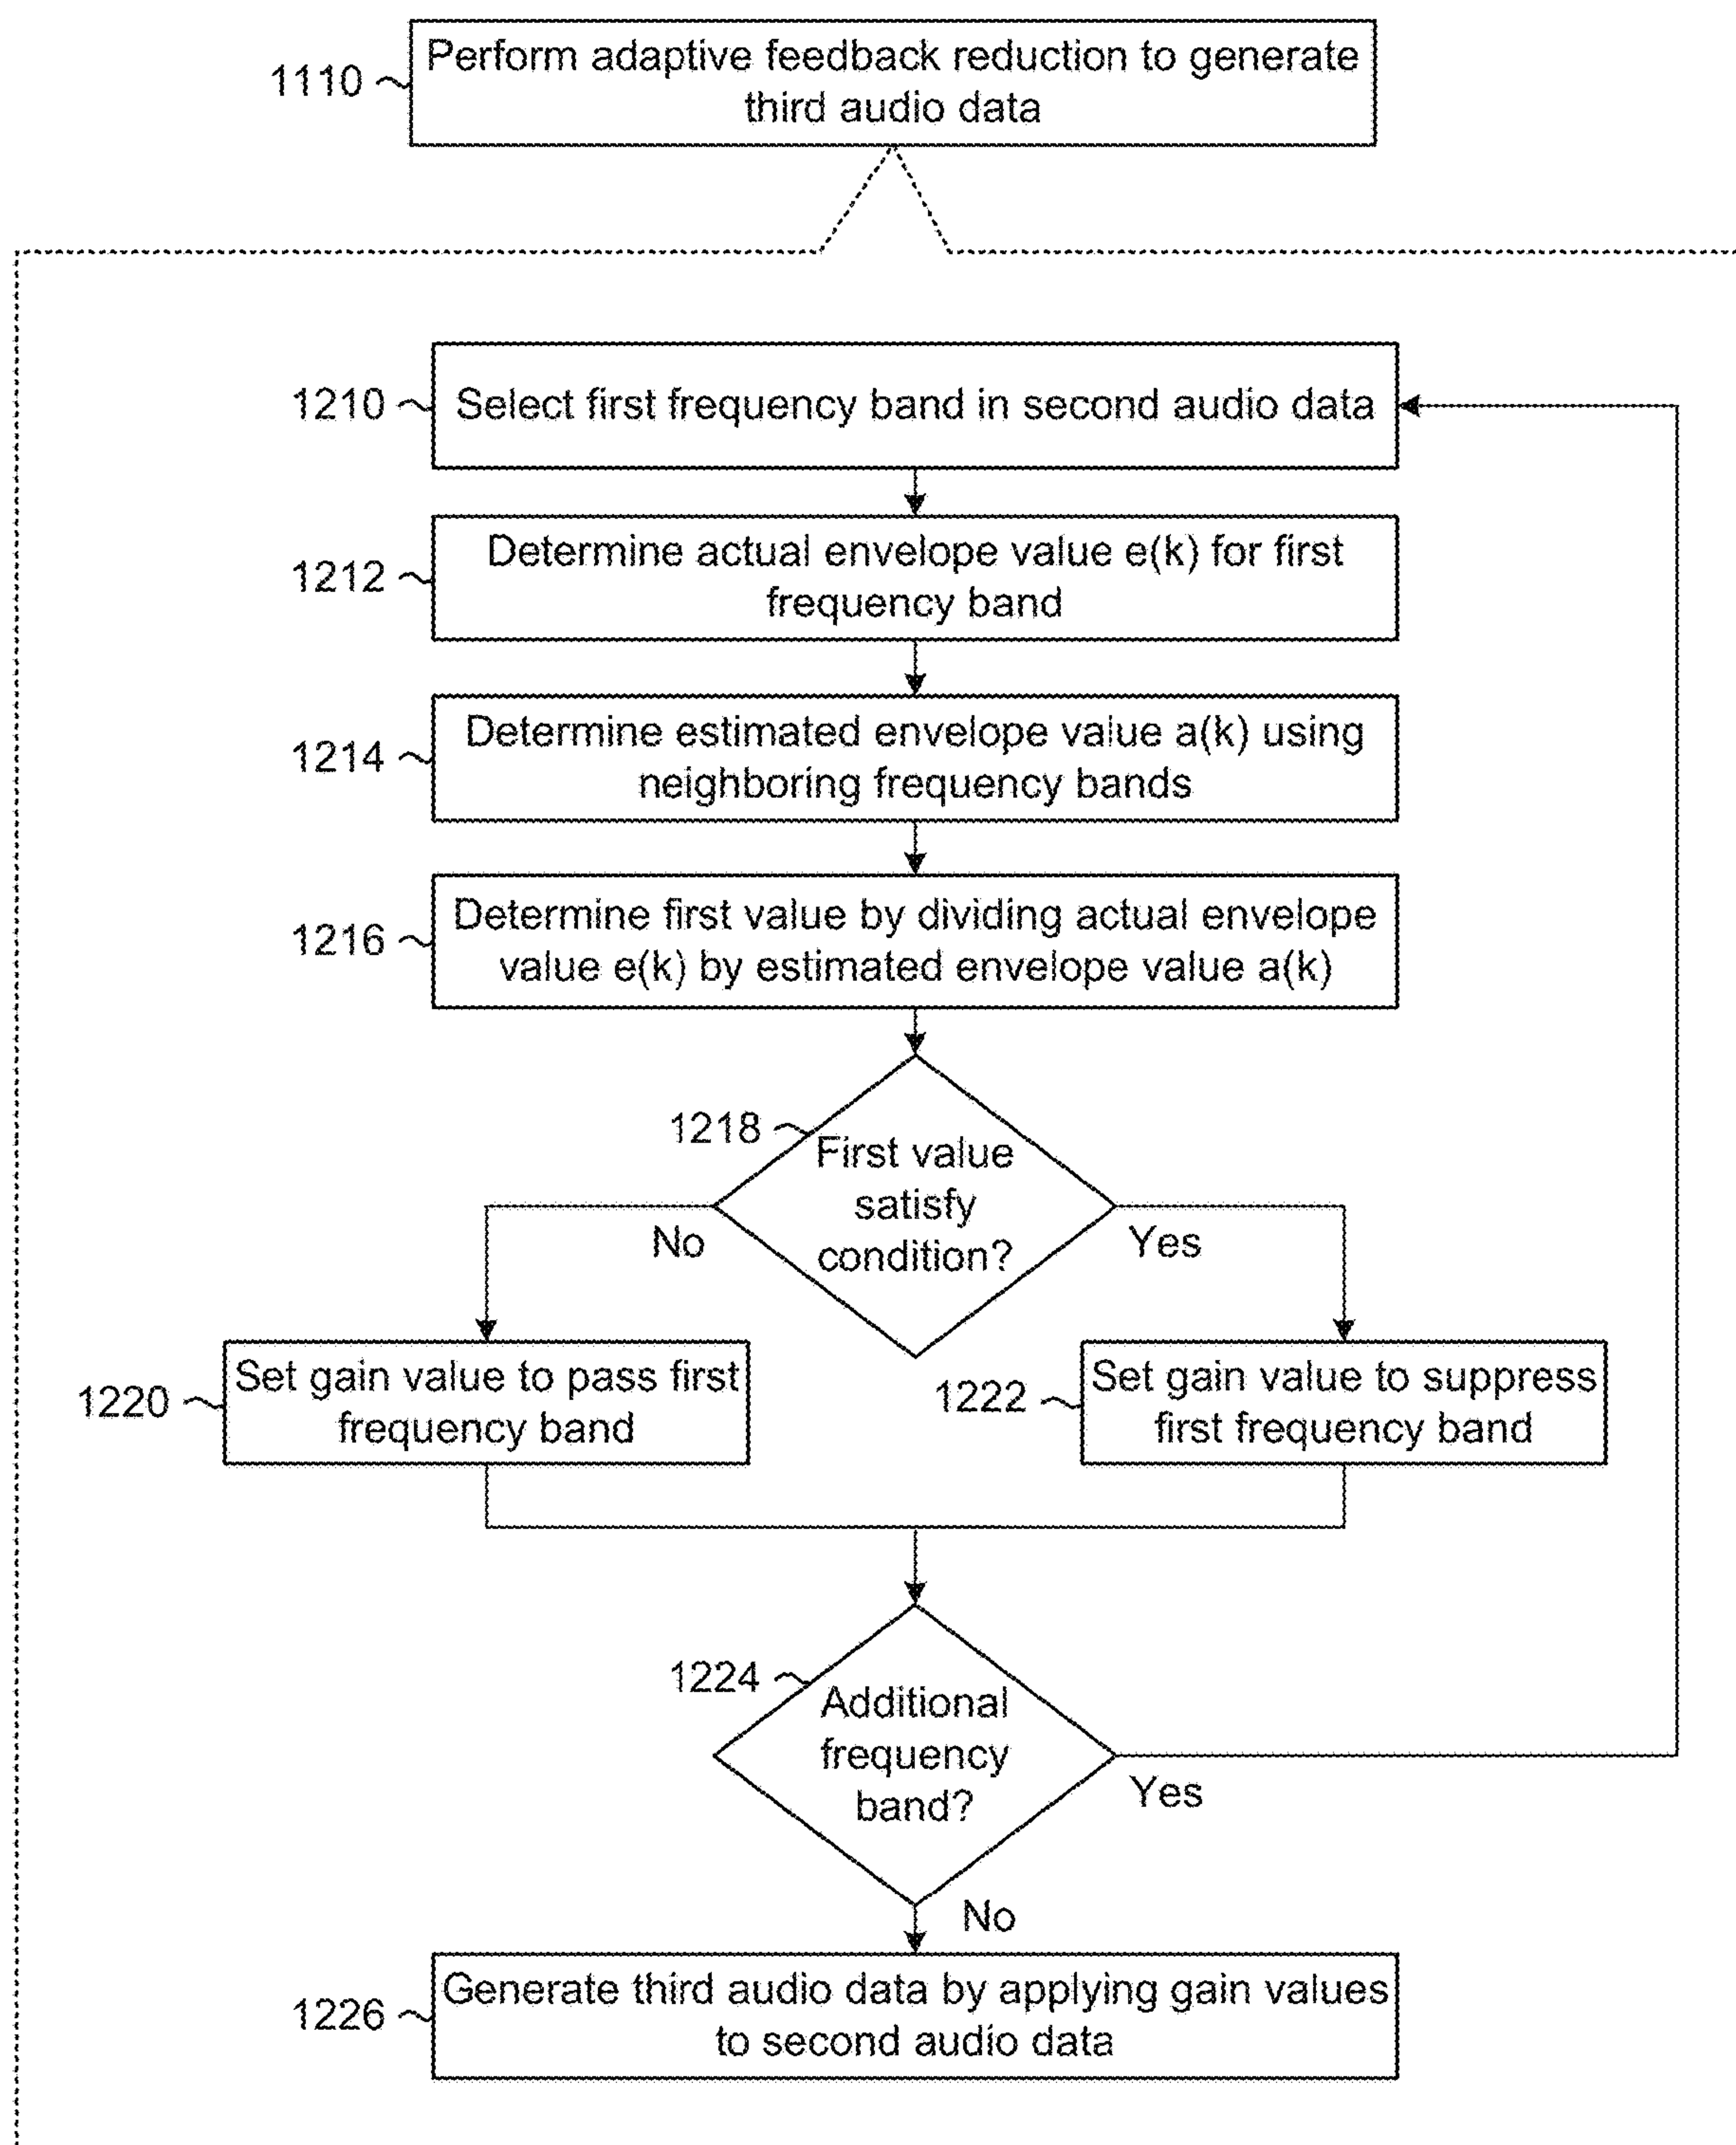 Perform adaptive feedback reduction to generate
1110
third audio data
1210
Select first frequency band in second audio data
Determine actual envelope value e(k) for first
1212
frequency band
Determine estimated envelope value a(k) using
1214
neighboring frequency bands
Determine first value by dividing actual envelope
1216
value e(k) by estimated envelope value a(k)
1218
First value
satisfy
condition?
No
Yes
Set gain value to pass first
1220
frequency band
Set gain value to suppress
1222
first frequency band
1224
Additional
frequency
band?
Yes
No
Generate third audio data by applying gain values
1226
to second audio data